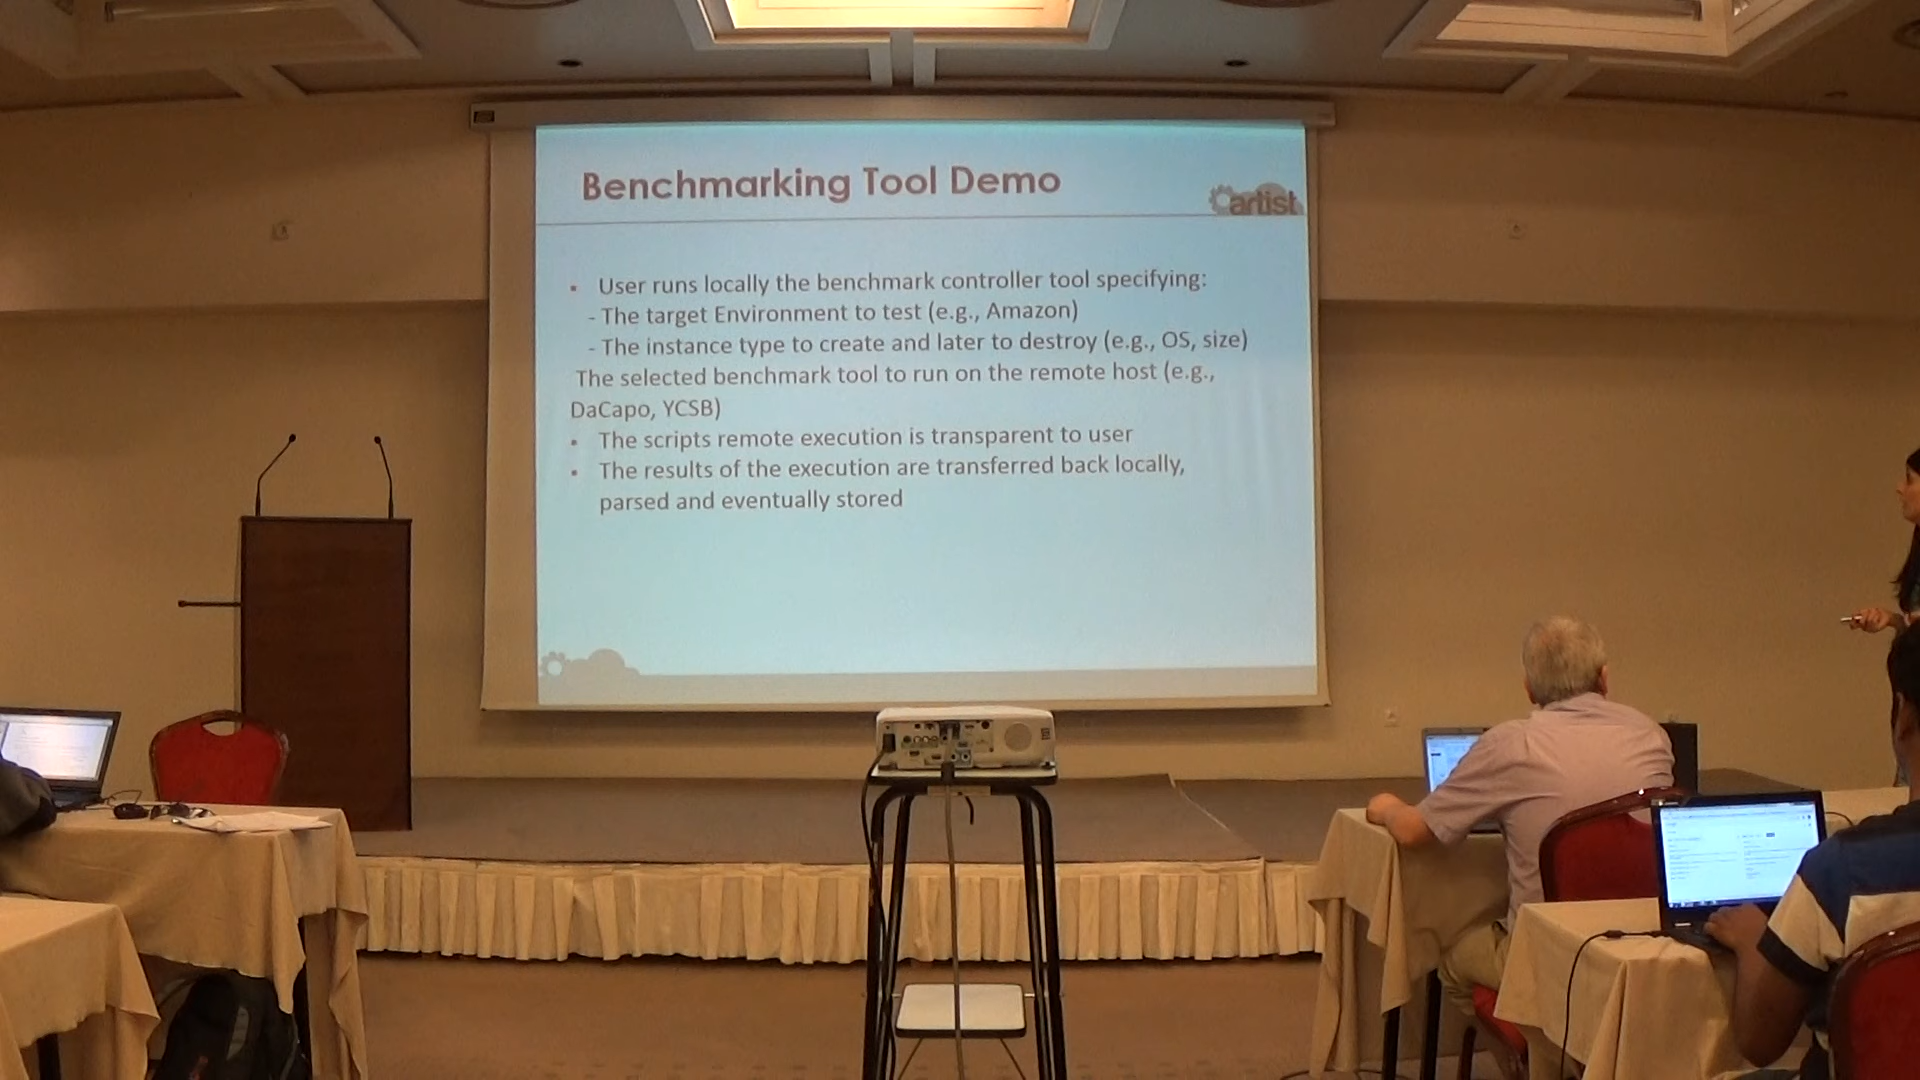 Benchmarking Tool Demo
artist
▪ User runs locally the benchmark controller tool specifying:
- The target Environment to test (e.g., Amazon)
- The instance type to create and later to destroy (e.g., OS, size)
The selected benchmark tool to run on the remote host (e.g.,
DaCapo, YCSB)
▪ The scripts remote execution is transparent to user
▪ The results of the execution are transferred back locally,
parsed and eventually stored